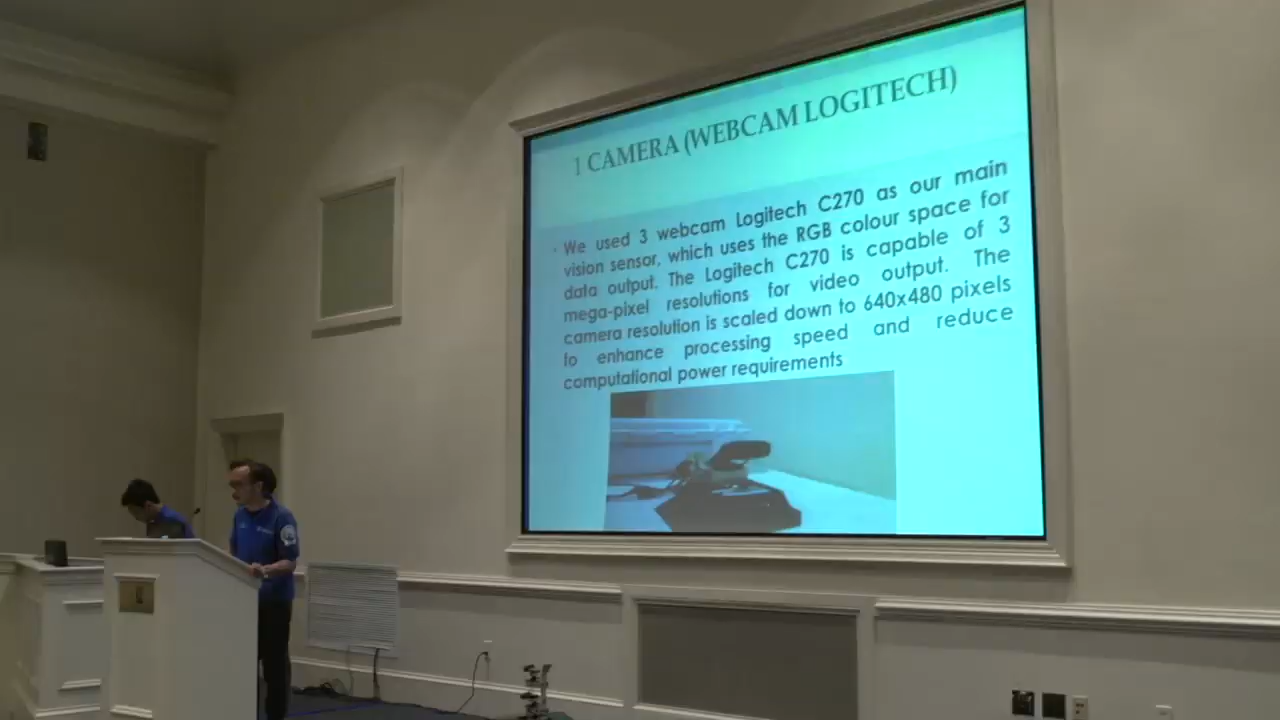 1 CAMERA (WEBCAM LOGITECH)
We used 3 webcam Logitech C270 as our main
vision sensor, which uses the RGB colour space for
data output. The Logitech C270 is capable of 3
mega-pixel resolutions for video output. The
camera resolution is scaled down to 640x480 pixels
to enhance processing speed and reduce
computational power requirements